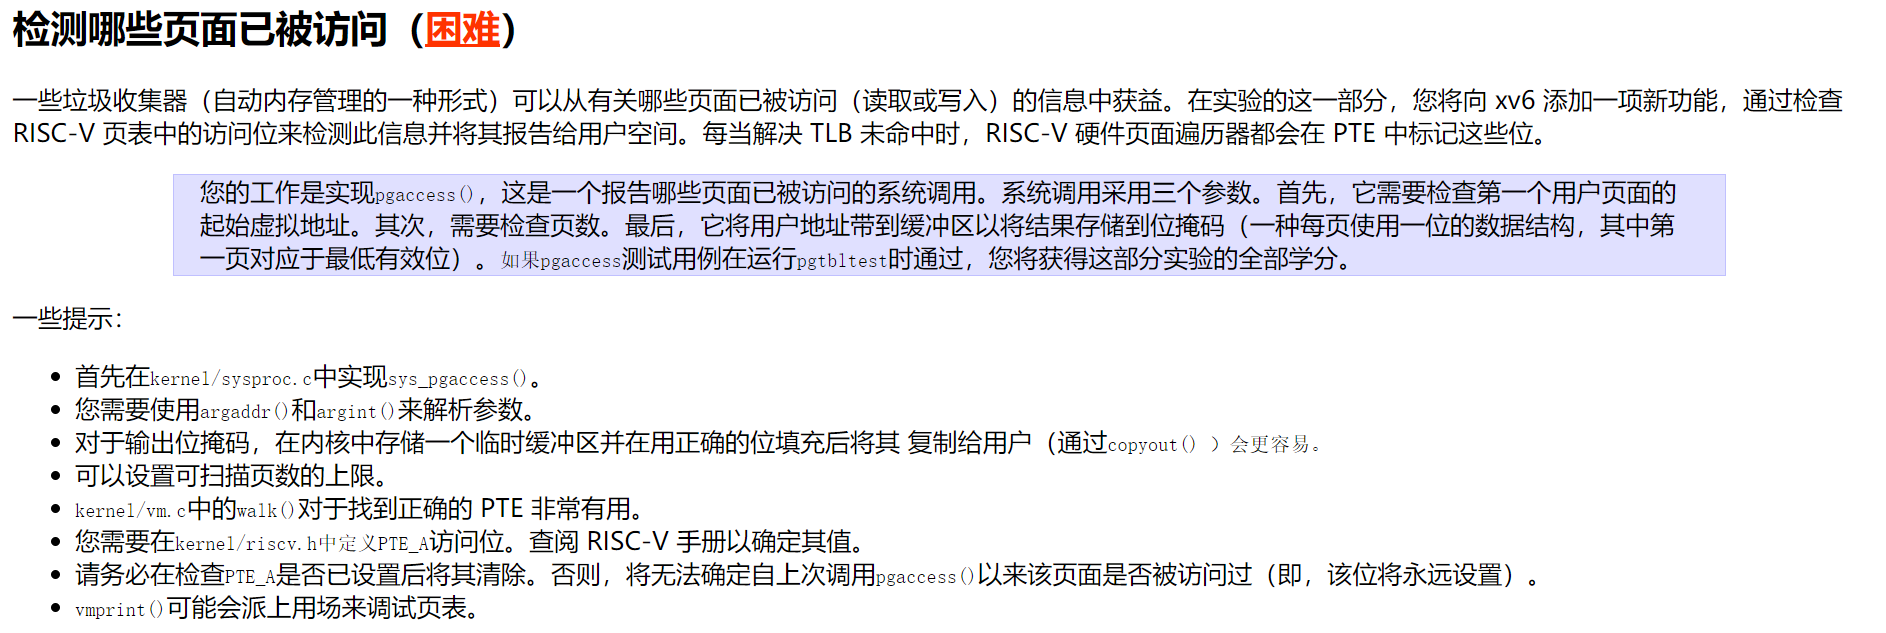 检测哪些页面已被访问（困难）
一些垃圾收集器（自动内存管理的一种形式）可以从有关哪些页面已被访问（读取或写入）的信息中获益。在实验的这一部分，您将向 xv6 添加一项新功能，通过检查
RISC-V 页表中的访问位来检测此信息并将其报告给用户空间。每当解决 TLB 未命中时，RISC-V 硬件页面遍历器都会在 PTE 中标记这些位。
您的工作是实现pgaccess()，这是一个报告哪些页面已被访问的系统调用。系统调用采用三个参数。首先，它需要检查第一个用户页面的
起始虚拟地址。其次，需要检查页数。最后，它将用户地址带到缓冲区以将结果存储到位掩码（一种每页使用一位的数据结构，其中第
一页对应于最低有效位）。如果pgaccess测试用例在运行pgtbltest时通过，您将获得这部分实验的全部学分。
一些提示：
• 首先在kernel/sysproc.c中实现sys_pgaccess()。
• 您需要使用argaddr()和argint()来解析参数。
• 对于输出位掩码，在内核中存储一个临时缓冲区并在用正确的位填充后将其 复制给用户（通过copyout() ）会更容易。
• 可以设置可扫描页数的上限。
• kernel/vm.c中的walk()对于找到正确的 PTE 非常有用。
• 您需要在kernel/riscv.h中定义PTE_A访问位。查阅 RISC-V 手册以确定其值。
• 请务必在检查PTE_A是否已设置后将其清除。否则，将无法确定自上次调用pgaccess()以来该页面是否被访问过（即，该位将永远设置）。
• vmprint()可能会派上用场来调试页表。